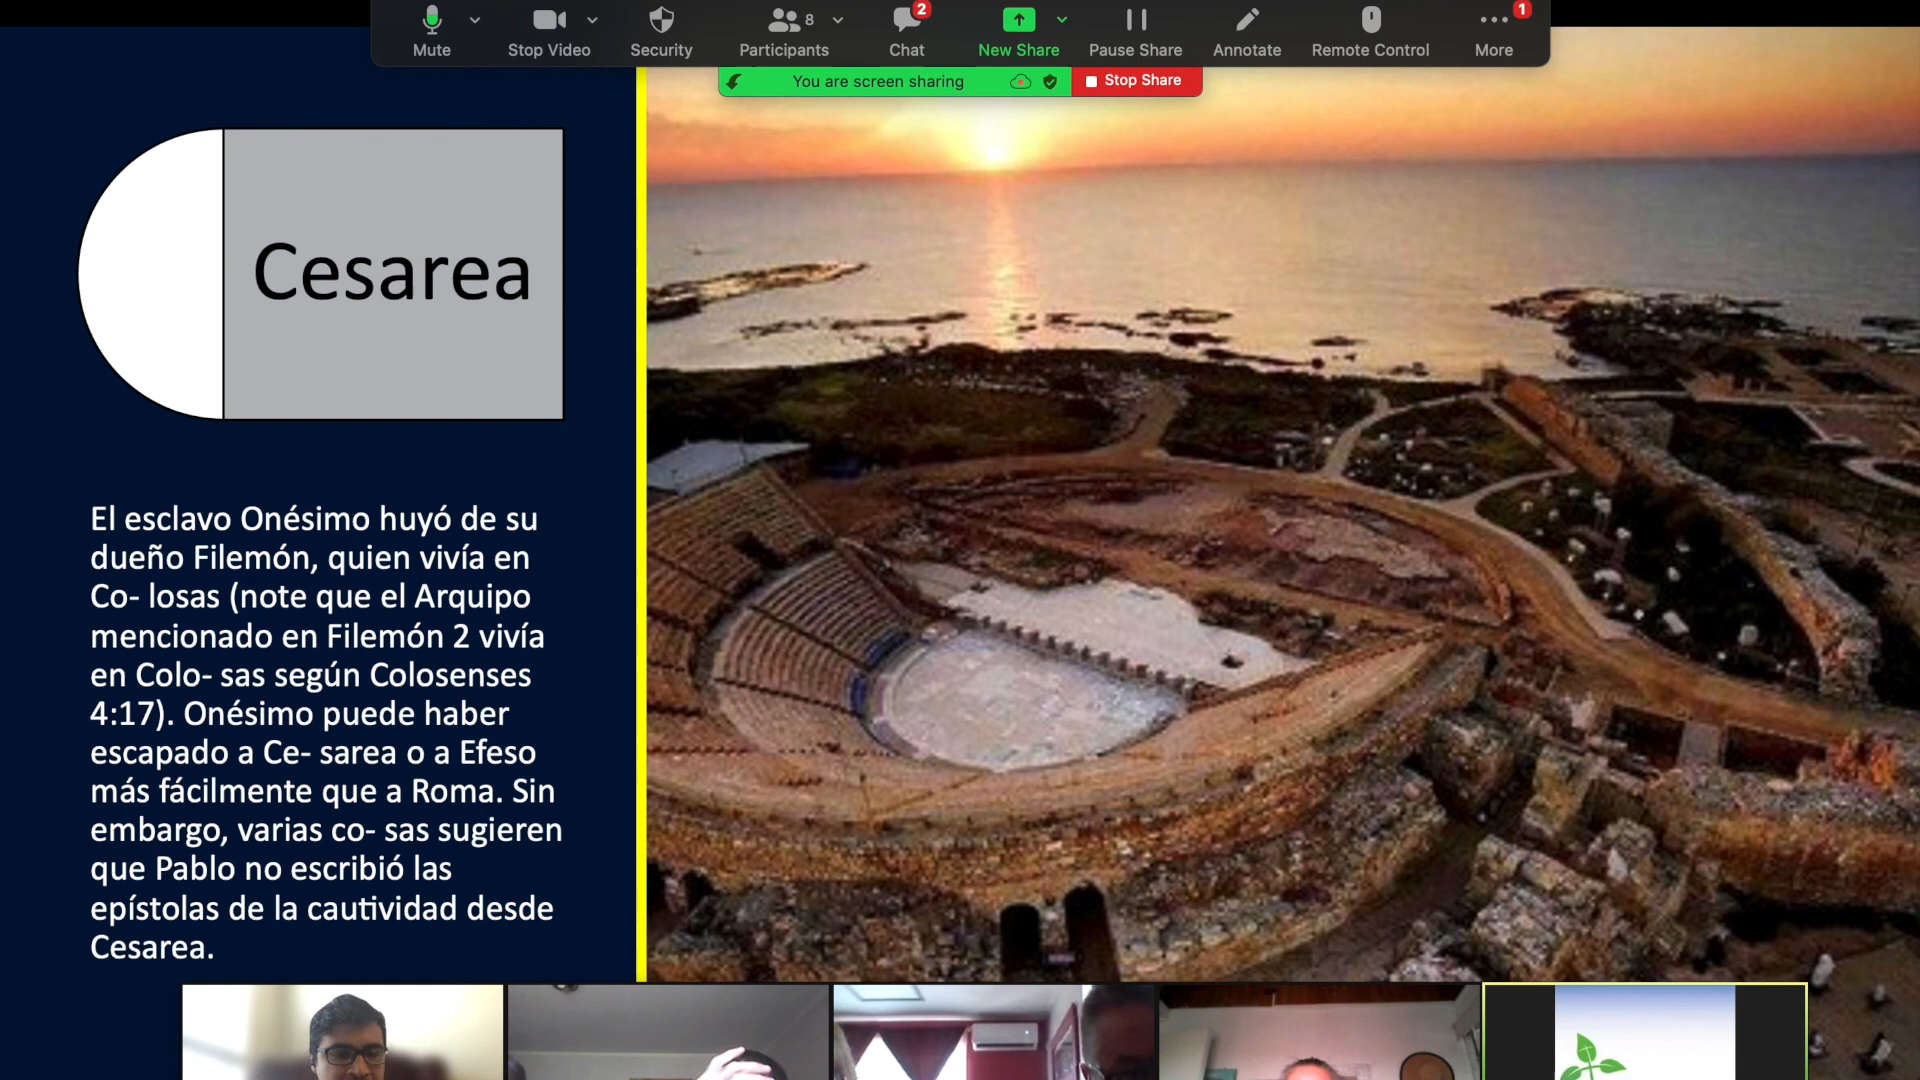 Mute
Stop Video
Security
8
Participants
2
Chat
New Share
Pause Share
Annotate
Remote Control
1
More
You are screen sharing
Stop Share
Cesarea
El esclavo Onésimo huyó de su
dueño Filemón, quien vivía en
Co- losas (note que el Arquipo
mencionado en Filemón 2 vivía
en Colo- sas según Colosenses
4:17). Onésimo puede haber
escapado a Ce- sarea o a Efeso
más fácilmente que a Roma. Sin
embargo, varias co- sas sugieren
que Pablo no escribió las
epístolas de la cautividad desde
Cesarea.